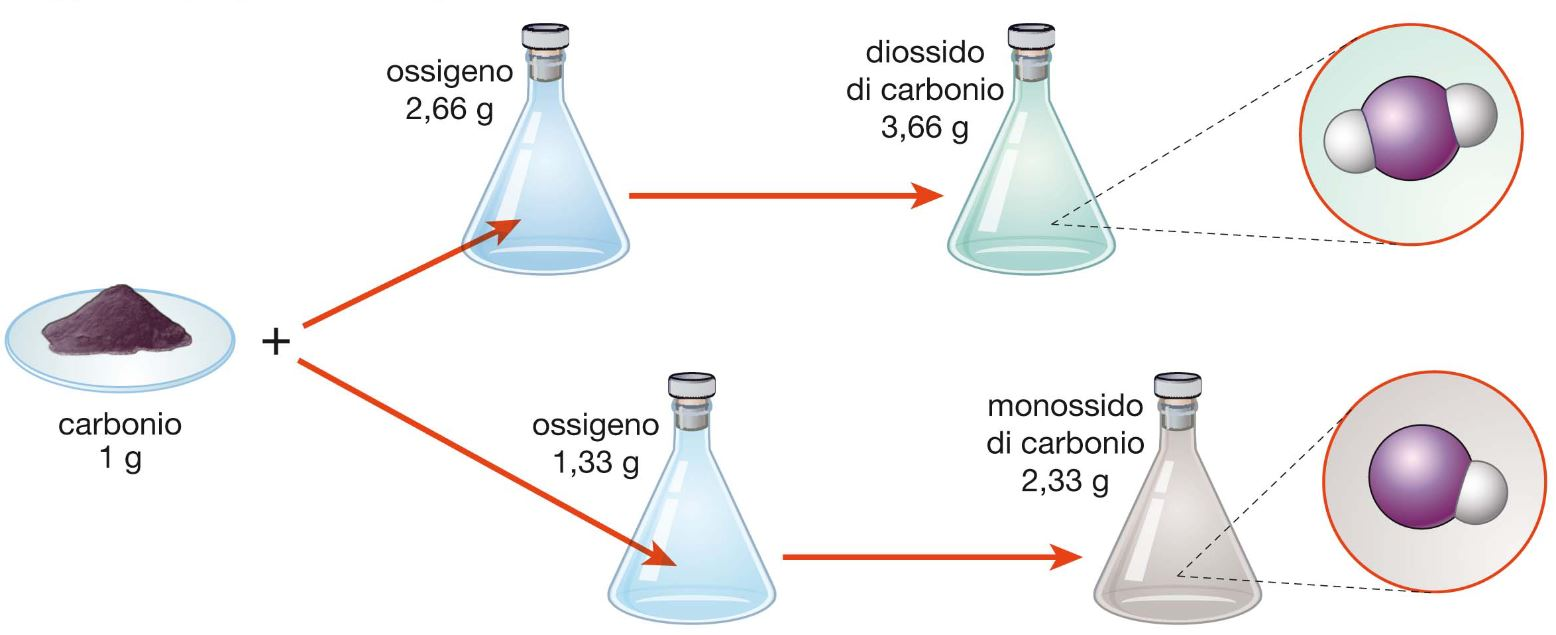 ossigeno
2,66 g
diossido
di carbonio
3,66 g
+
carbonio
1 g
ossigeno
1,33 g
monossido
di carbonio
2,33 g